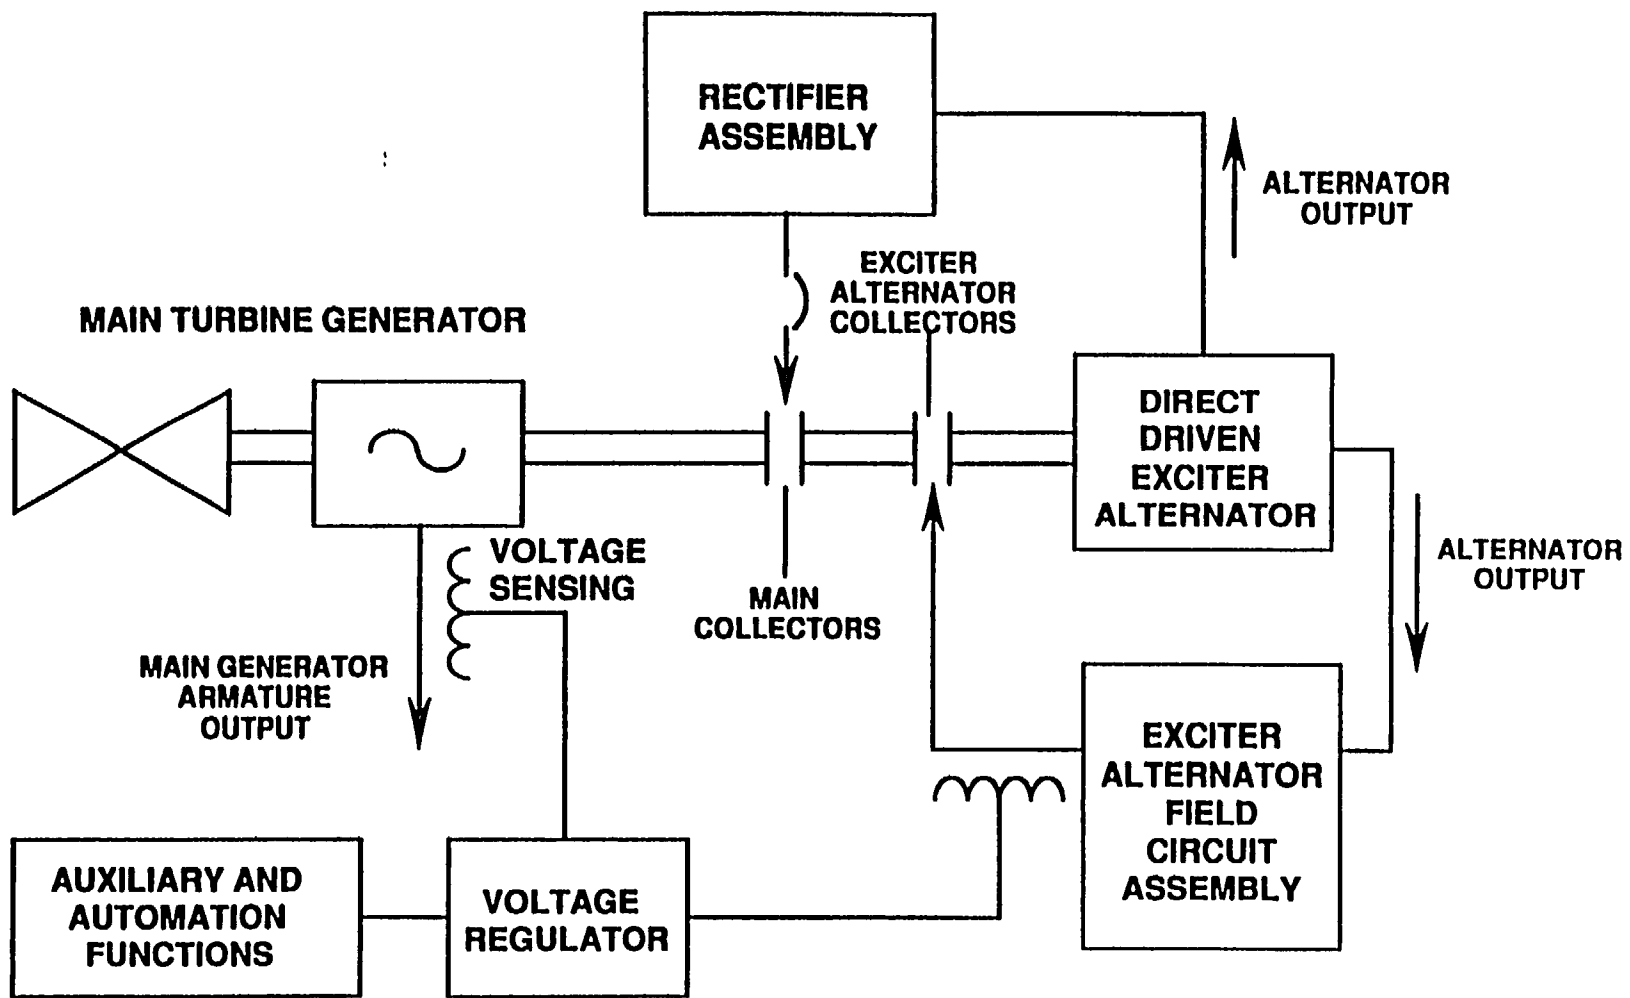 RECTIFIER
ASSEMBLY
ALTERNATOR
OUTPUT
EXCITER
ALTERNATOR
COLLECTORS
MAIN TURBINE GENERATOR
DIRECT
DRIVEN
EXCITER
ALTERNATOR
VOLTAGE
SENSING
MAIN
COLLECTORS
ALTERNATOR
OUTPUT
MAIN GENERATOR
ARMATURE
OUTPUT
EXCITER
ALTERNATOR
FIELD
CIRCUIT
ASSEMBLY
AUXILIARY AND
AUTOMATION
FUNCTIONS
VOLTAGE
REGULATOR